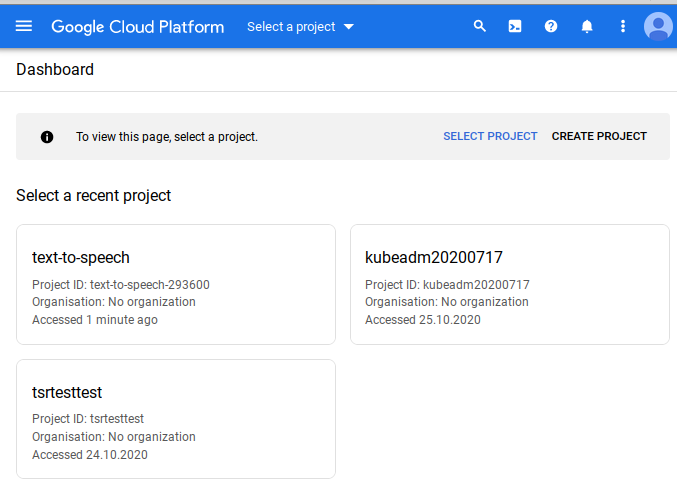 Google Cloud Platform Select a project
Dashboard
To view this page, select a project. SELECT PROJECT CREATE PROJECT
Select a recent project
text-to-speech
Project ID: text-to-speech-293600
Organisation: No organization
Accessed 1 minute ago
kubeadm20200717
Project ID: kubeadm20200717
Organisation: No organization
Accessed 25.10.2020
tsrtesttest
Project ID: tsrtesttest
Organisation: No organization
Accessed 24.10.2020